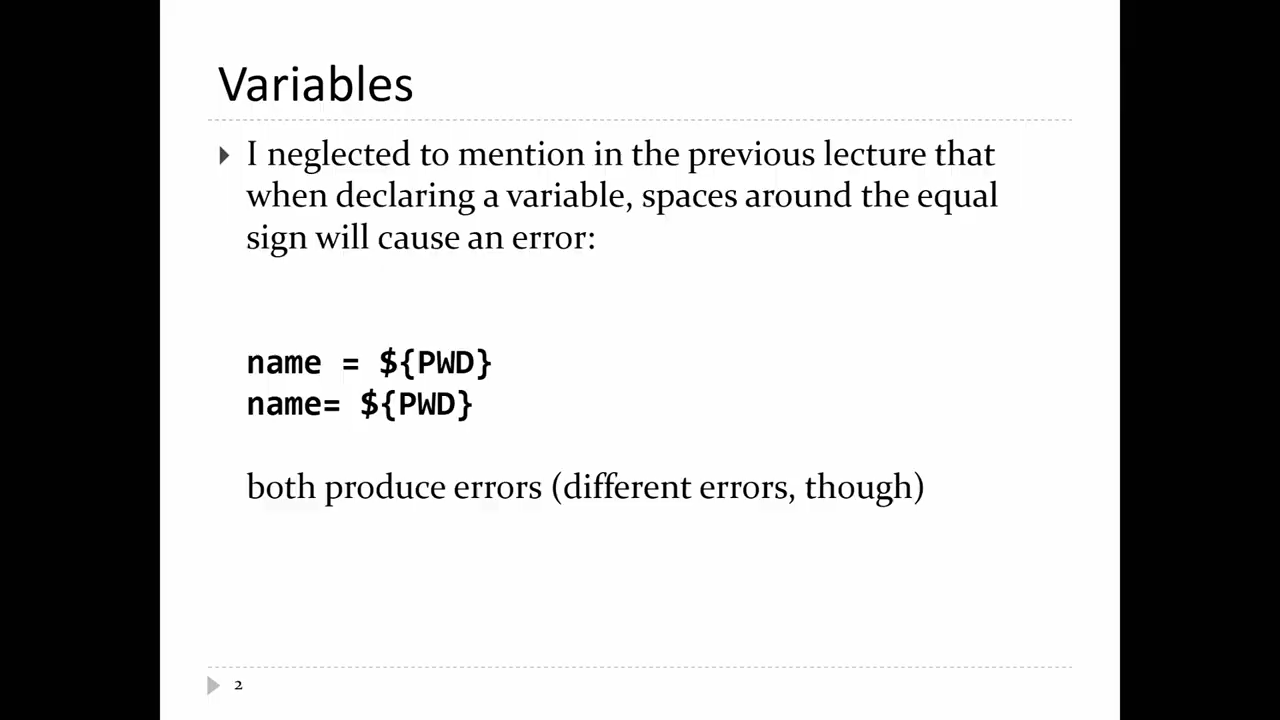 Variables
I neglected to mention in the previous lecture that
when declaring a variable, spaces around the equal
sign will cause an error:
name = ${PWD}
name= ${PWD}
both produce errors (different errors, though)
2